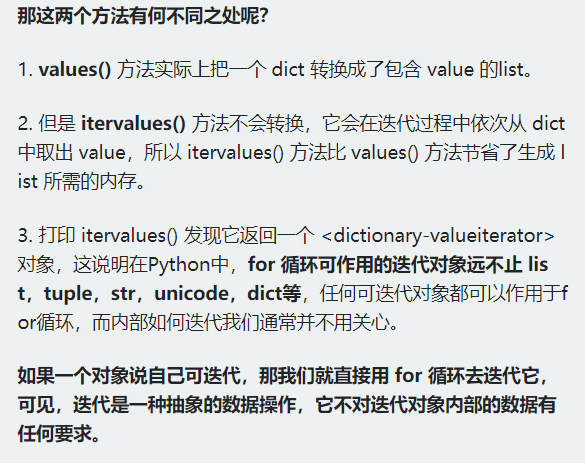 那这两个方法有何不同之处呢？
1. values() 方法实际上把一个 dict 转换成了包含 value 的list。
2. 但是 itervalues() 方法不会转换，它会在迭代过程中依次从 dict
中取出 value，所以 itervalues() 方法比 values() 方法节省了生成 l
ist 所需的内存。
3. 打印 itervalues() 发现它返回一个 <dictionary-valueiterator>
对象，这说明在Python中，for 循环可作用的迭代对象远不止 lis
t，tuple，str，unicode，dict等，任何可迭代对象都可以作用于f
or循环，而内部如何迭代我们通常并不用关心。
如果一个对象说自己可迭代，那我们就直接用 for 循环去迭代它，
可见，迭代是一种抽象的数据操作，它不对迭代对象内部的数据有
任何要求。